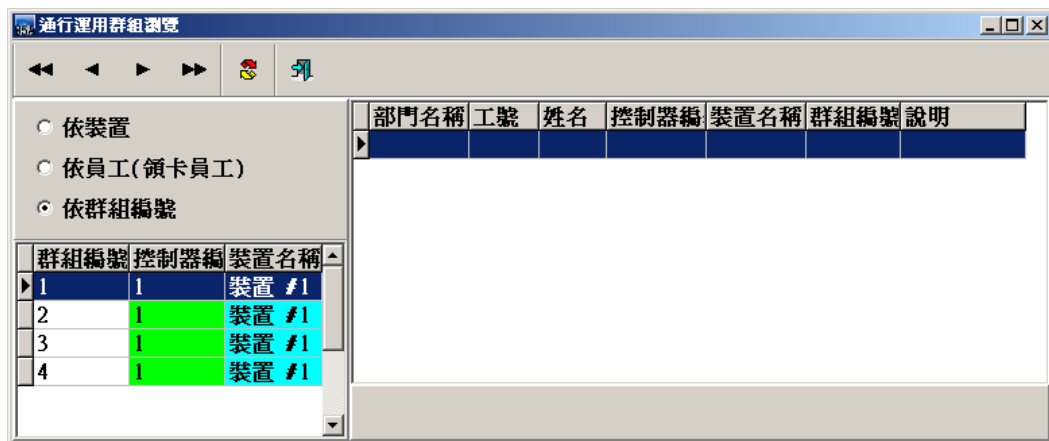 通行運用群組瀏覽
依裝置
依員工(領卡員工)
依群組編號
群組編號 控制器編 裝置名稱
1 1 裝置 #1
2 1 裝置 #1
3 1 裝置 #1
4 1 裝置 #1
部門名稱 工號 姓名 控制器編 裝置名稱 群組編號 說明